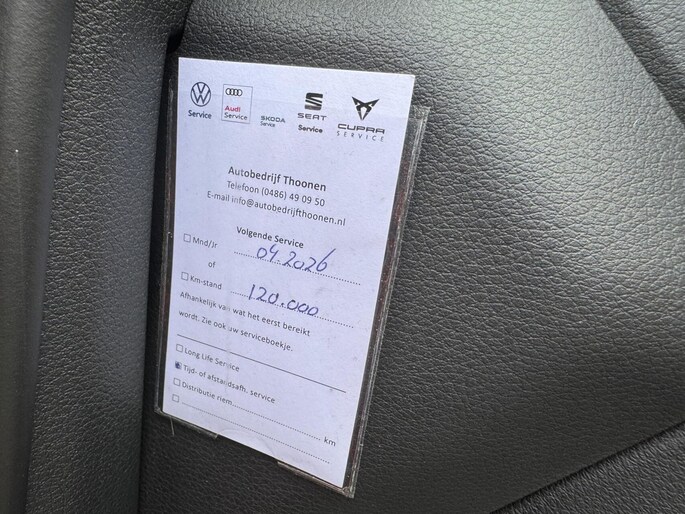 Service
Audi
Service
SKODA
Service
SEAT
Service
CUPRA
SERVICE
Autobedrijf Thoonen
Telefoon (0486) 49 09 50
E-mail info@autobedrijfthoonen.nl
Volgende Service
Mnd/Jr 04.2026
of
Km-stand 120.000
Afhankelijk van wat het eerst bereikt
wordt. Zie ook uw serviceboekje.
Long Life Service
Tijd- of afstandsafh. service
Distributie riem
km